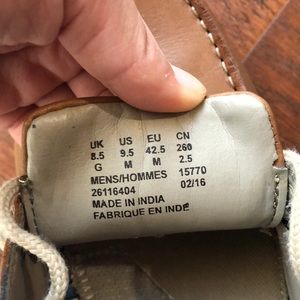 UK US EU CN
8.5 9.5 42.5 260
G M M 2.5
MENS/HOMMES 15770
26116404 02/16
MADE IN INDIA
FABRIQUE EN INDE